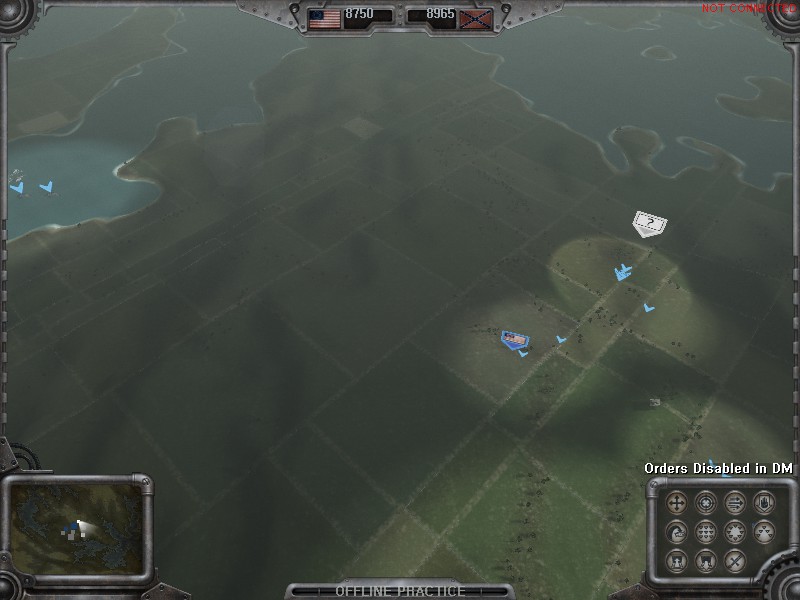 8750
8965
NOT CONNECTED
?
Orders Disabled in DM
OFFLINE PRACTICE